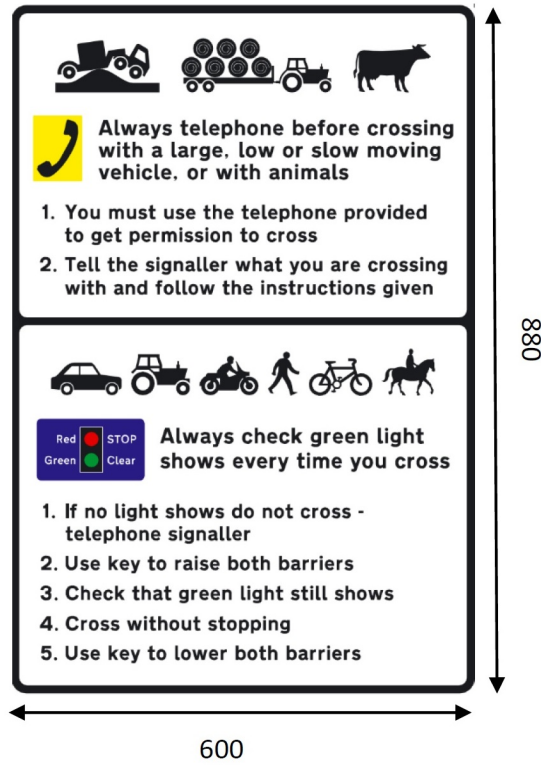 Always telephone before crossing
with a large, low or slow moving
vehicle, or with animals
1. You must use the telephone provided
to get permission to cross
2. Tell the signaller what you are crossing
with and follow the instructions given
Red STOP
Green Clear
Always check green light
shows every time you cross
1. If no light shows do not cross -
telephone signaller
2. Use key to raise both barriers
3. Check that green light still shows
4. Cross without stopping
5. Use key to lower both barriers
880
600